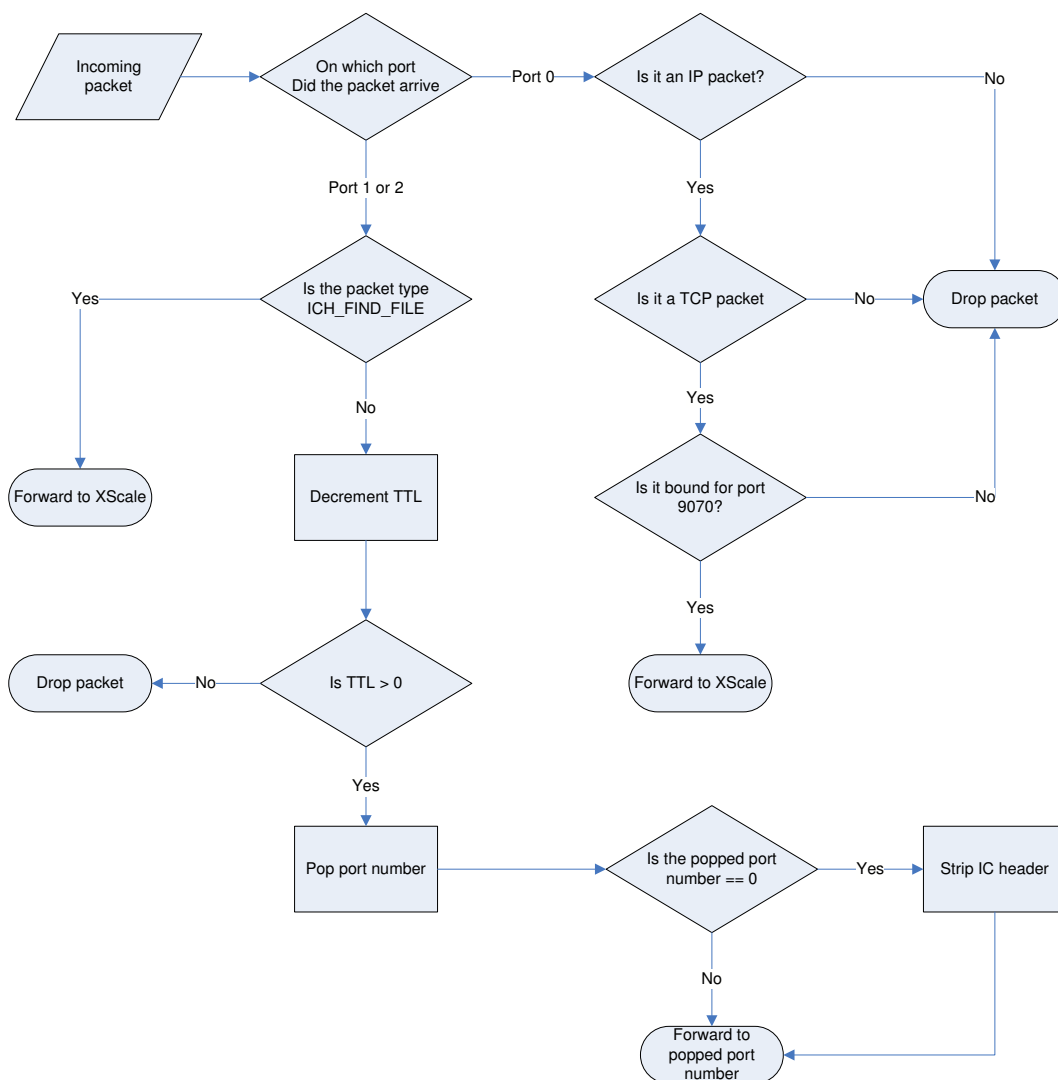 Incoming
packet
On which port
Did the packet arrive
Port 0
Is it an IP packet?
No
Port 1 or 2
Yes
Is the packet type
ICH_FIND_FILE
Yes
Is it a TCP packet
No
Drop packet
No
Yes
Forward to XScale
Decrement TTL
Is it bound for port
9070?
No
Yes
Drop packet
No
Is TTL > 0
Forward to XScale
Yes
Pop port number
Is the popped port
number == 0
Yes
Strip IC header
No
Forward to
popped port
number